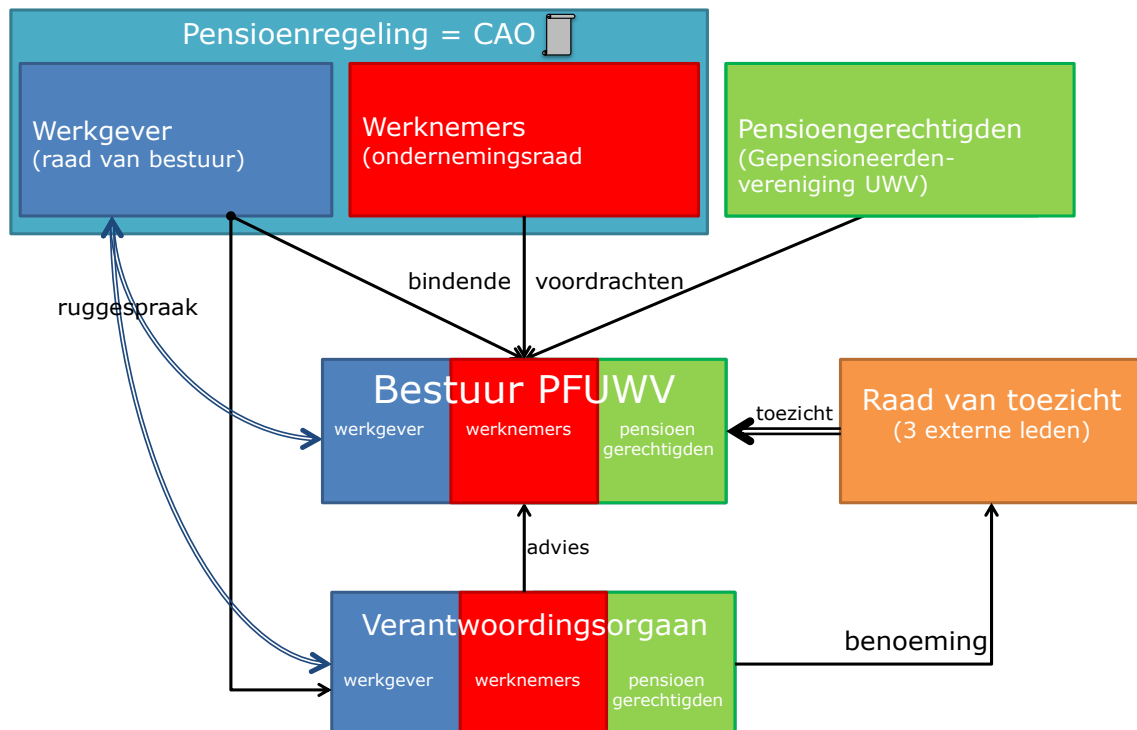 Pensioenregeling = CAO
Werkgever
(raad van bestuur)
Werknemers
(ondernemingsraad
Pensioengerechtigden
(Gepensioneerden-
vereniging UWV)
bindende
voordrachten
ruggespraak
Bestuur PFUWV
werkgever
werknemers
pensioen
gerechtigden
toezicht
Raad van toezicht
(3 externe leden)
advies
Verantwoordingsorgaan
werkgever
werknemers
pensioen
gerechtigden
benoeming